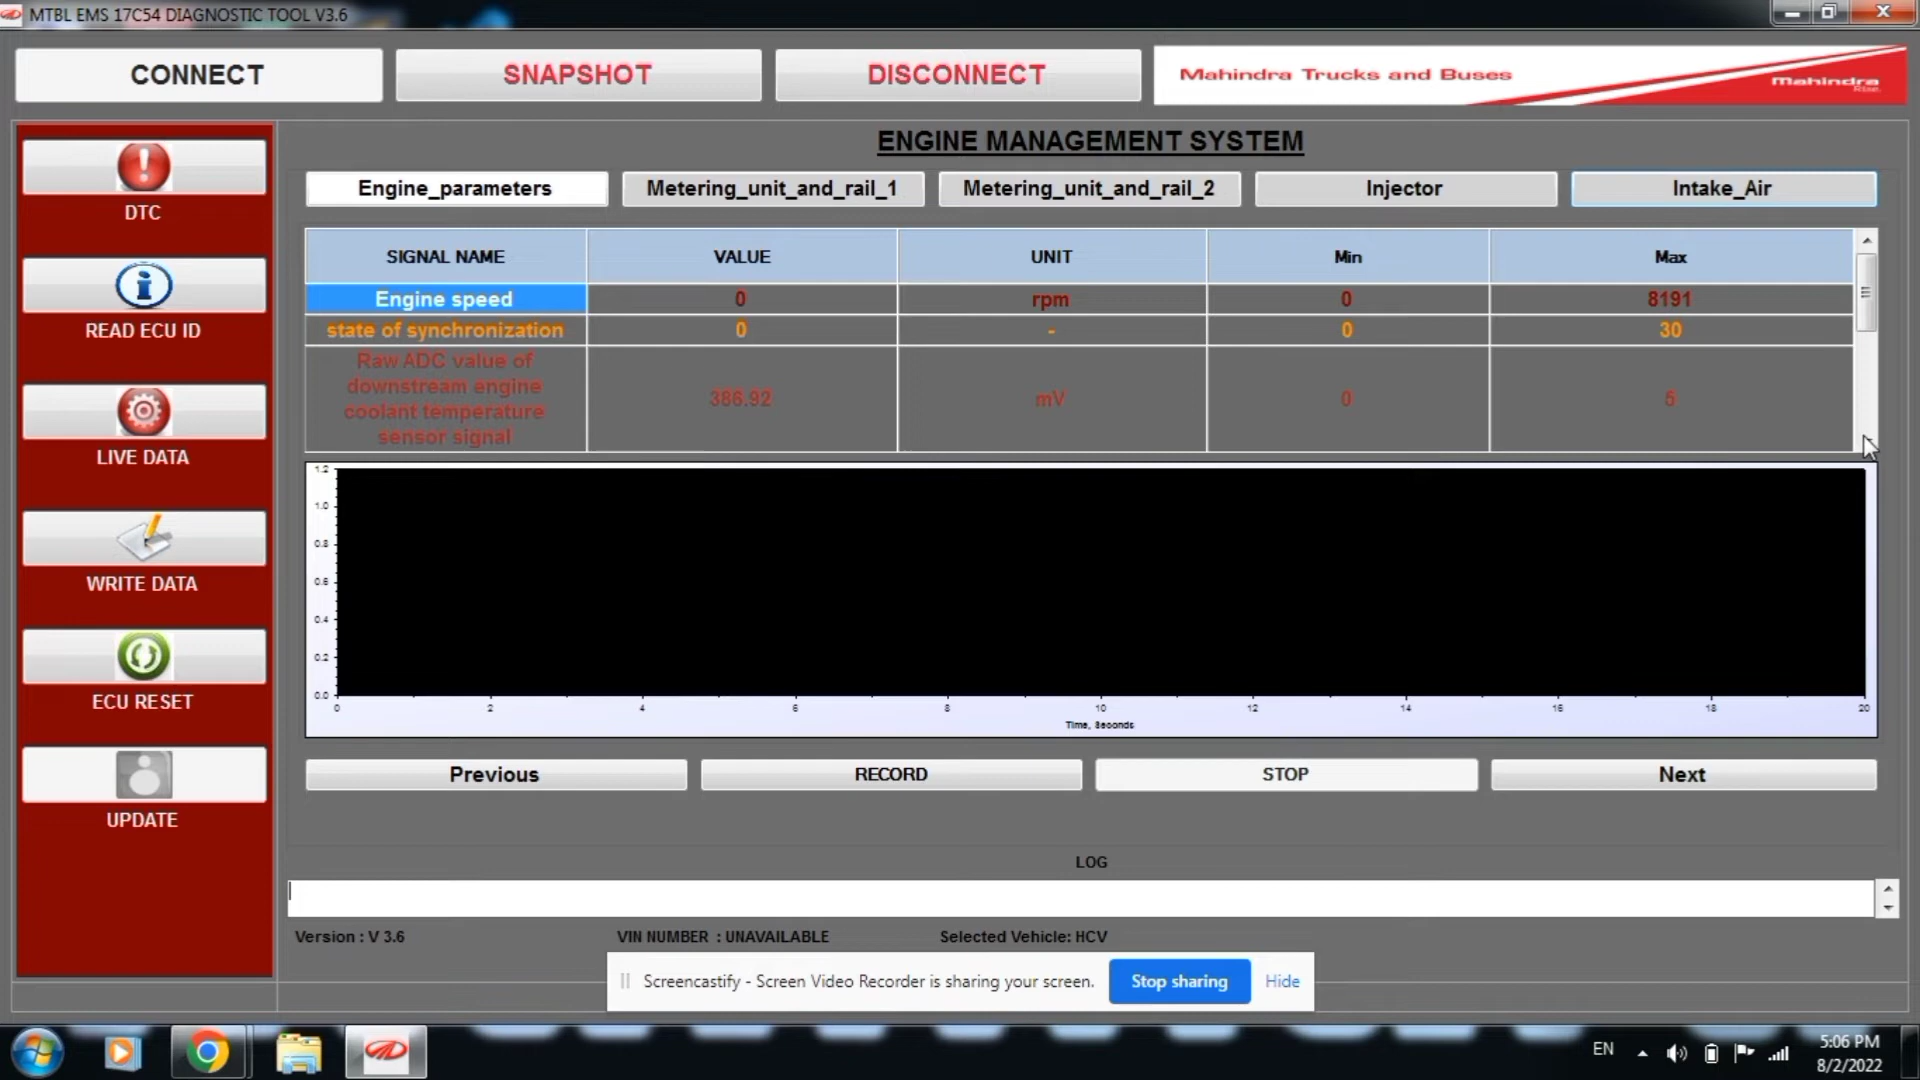 MTBL EMS 17C54 DIAGNOSTIC TOOL V3.6
CONNECT
SNAPSHOT
DISCONNECT
Mahindra Trucks and Buses
mahindra
Rise.
ENGINE MANAGEMENT SYSTEM
DTC
READ ECU ID
LIVE DATA
WRITE DATA
ECU RESET
UPDATE
Engine_parameters
Metering_unit_and_rail_1
Metering_unit_and_rail_2
Injector
Intake_Air
SIGNAL NAME VALUE UNIT Min Max
Engine speed 0 rpm 0 8191
state of synchronization 0 - 0 30
Raw ADC value of
downstream engine
coolant temperature
sensor signal
386.92 mV 0 5
1.2
1.0
0.8
0.6
0.4
0.2
0.0
0 2 4 6 8 10 12 14 16 18 20
Time, Seconds
Previous
RECORD
STOP
Next
LOG
Version : V 3.6
VIN NUMBER : UNAVAILABLE
Selected Vehicle: HCV
Screencastify - Screen Video Recorder is sharing your screen.
Stop sharing
Hide
EN
5:06 PM
8/2/2022